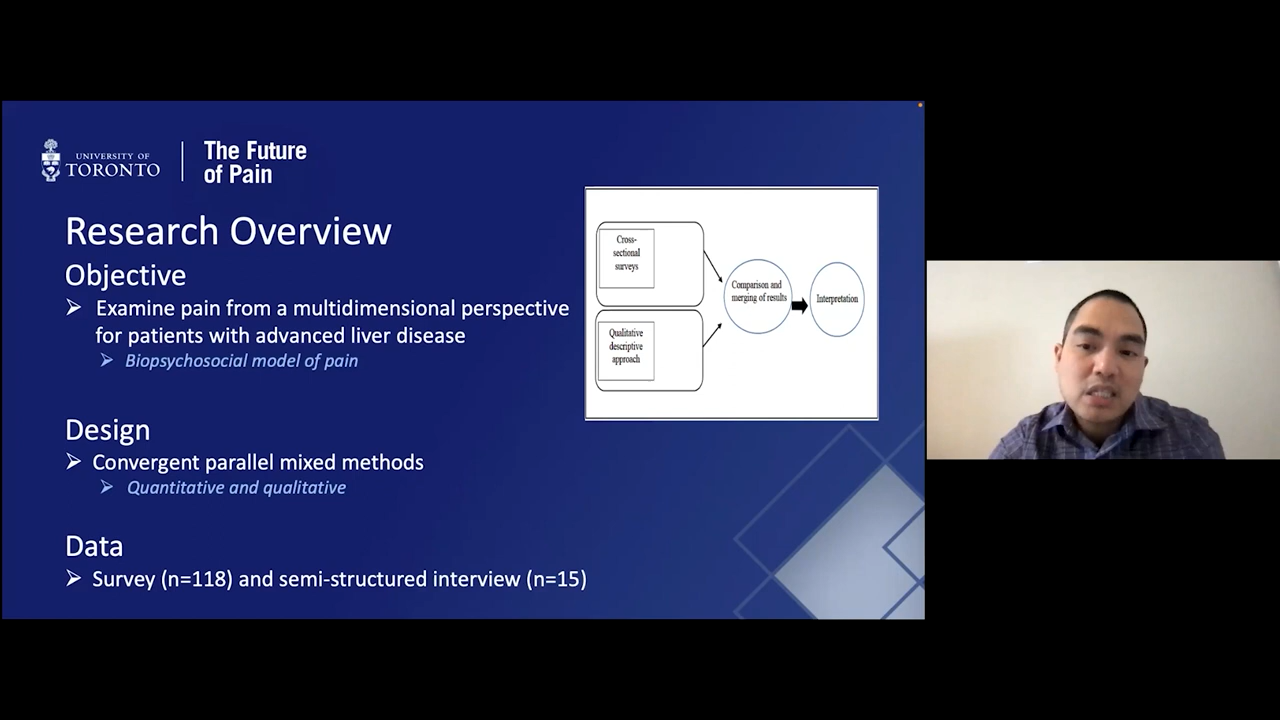 UNIVERSITY OF
TORONTO
The Future
of Pain
Research Overview
Objective
Examine pain from a multidimensional perspective
for patients with advanced liver disease
Biopsychosocial model of pain
Design
Convergent parallel mixed methods
Quantitative and qualitative
Data
Survey (n=118) and semi-structured interview (n=15)
Cross-
sectional
surveys
Qualitative
descriptive
approach
Comparison and
merging of results
Interpretation